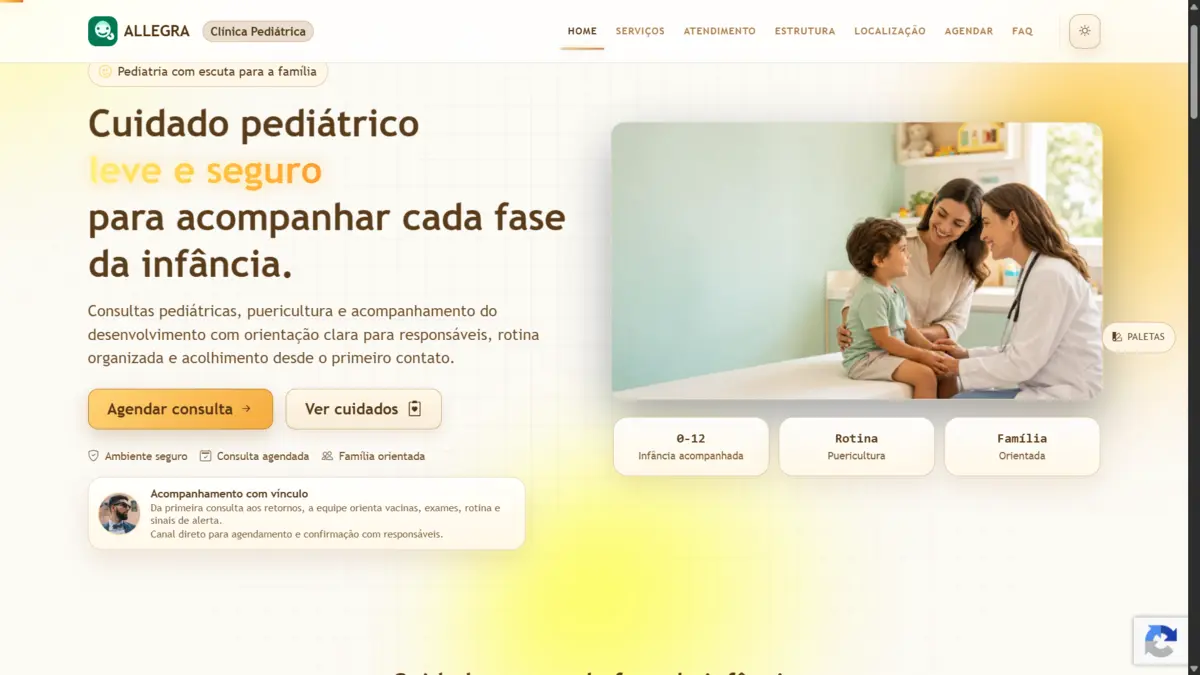 ALLEGRA
Clínica Pediátrica
HOME
SERVIÇOS
ATENDIMENTO
ESTRUTURA
LOCALIZAÇÃO
AGENDAR
FAQ
Pediatria com escuta para a família
Cuidado pediátrico
leve e seguro
para acompanhar cada fase
da infância.
Consultas pediátricas, puericultura e acompanhamento do
desenvolvimento com orientação clara para responsáveis, rotina
organizada e acolhimento desde o primeiro contato.
Agendar consulta →
Ver cuidados
Ambiente seguro
Consulta agendada
Família orientada
Acompanhamento com vínculo
Da primeira consulta aos retornos, a equipe orienta vacinas, exames, rotina e
sinais de alerta.
Canal direto para agendamento e confirmação com responsáveis.
0-12
Infância acompanhada
Rotina
Puericultura
Família
Orientada
PALETAS